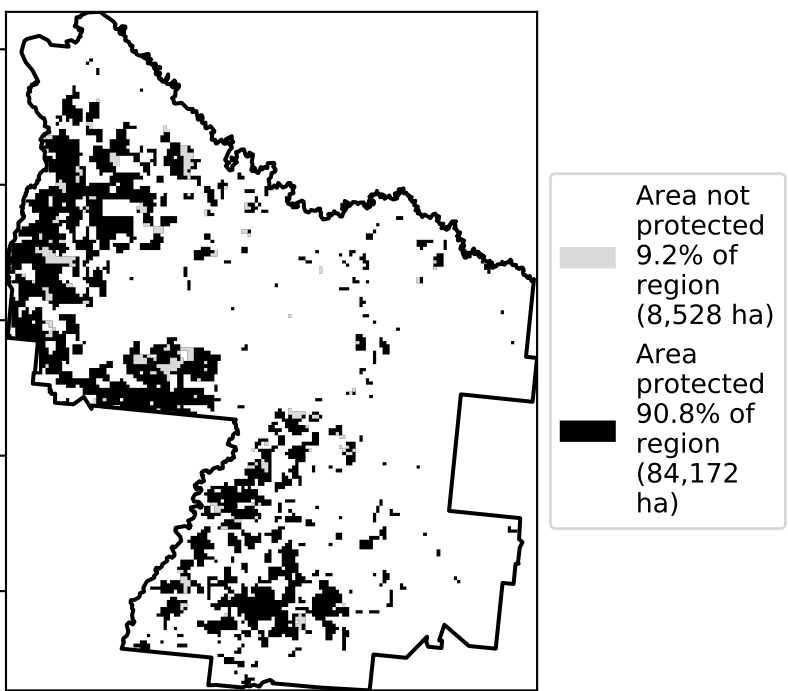 Area not
protected
9.2% of
region
(8,528 ha)
Area
protected
90.8% of
region
(84,172
ha)